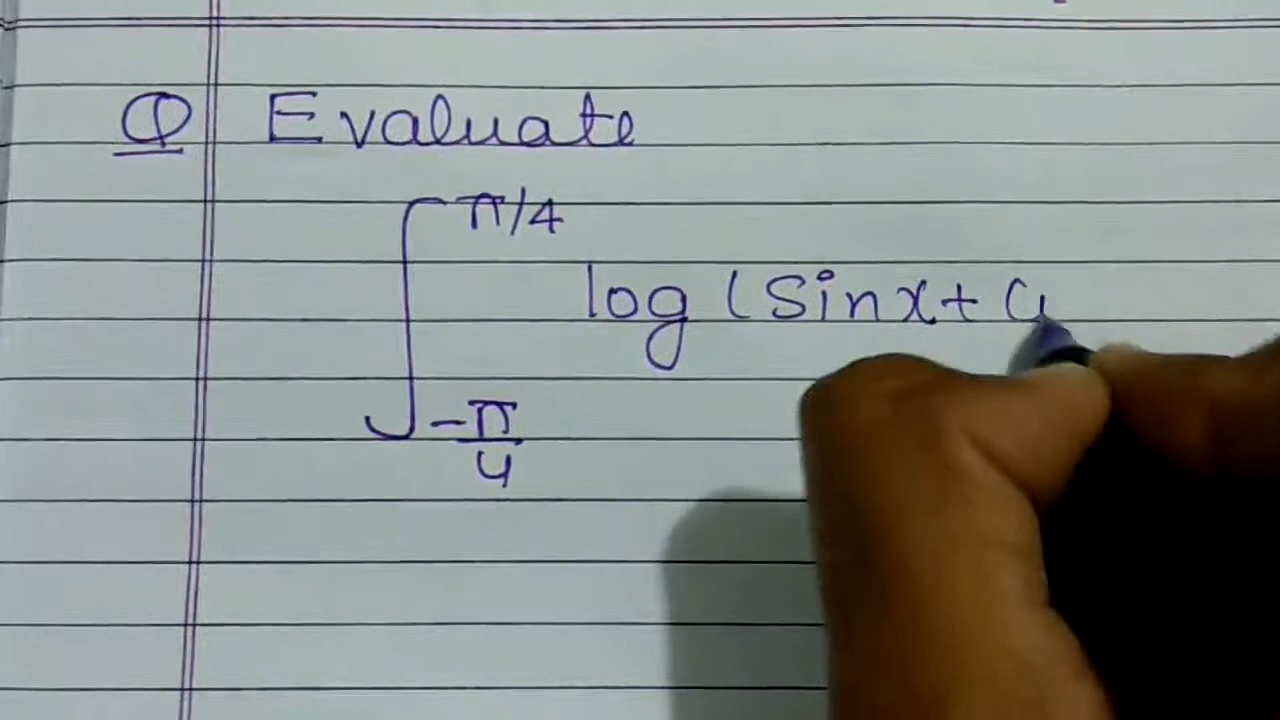 Q Evaluate
π/4
log (Sinx+ C
-π
4